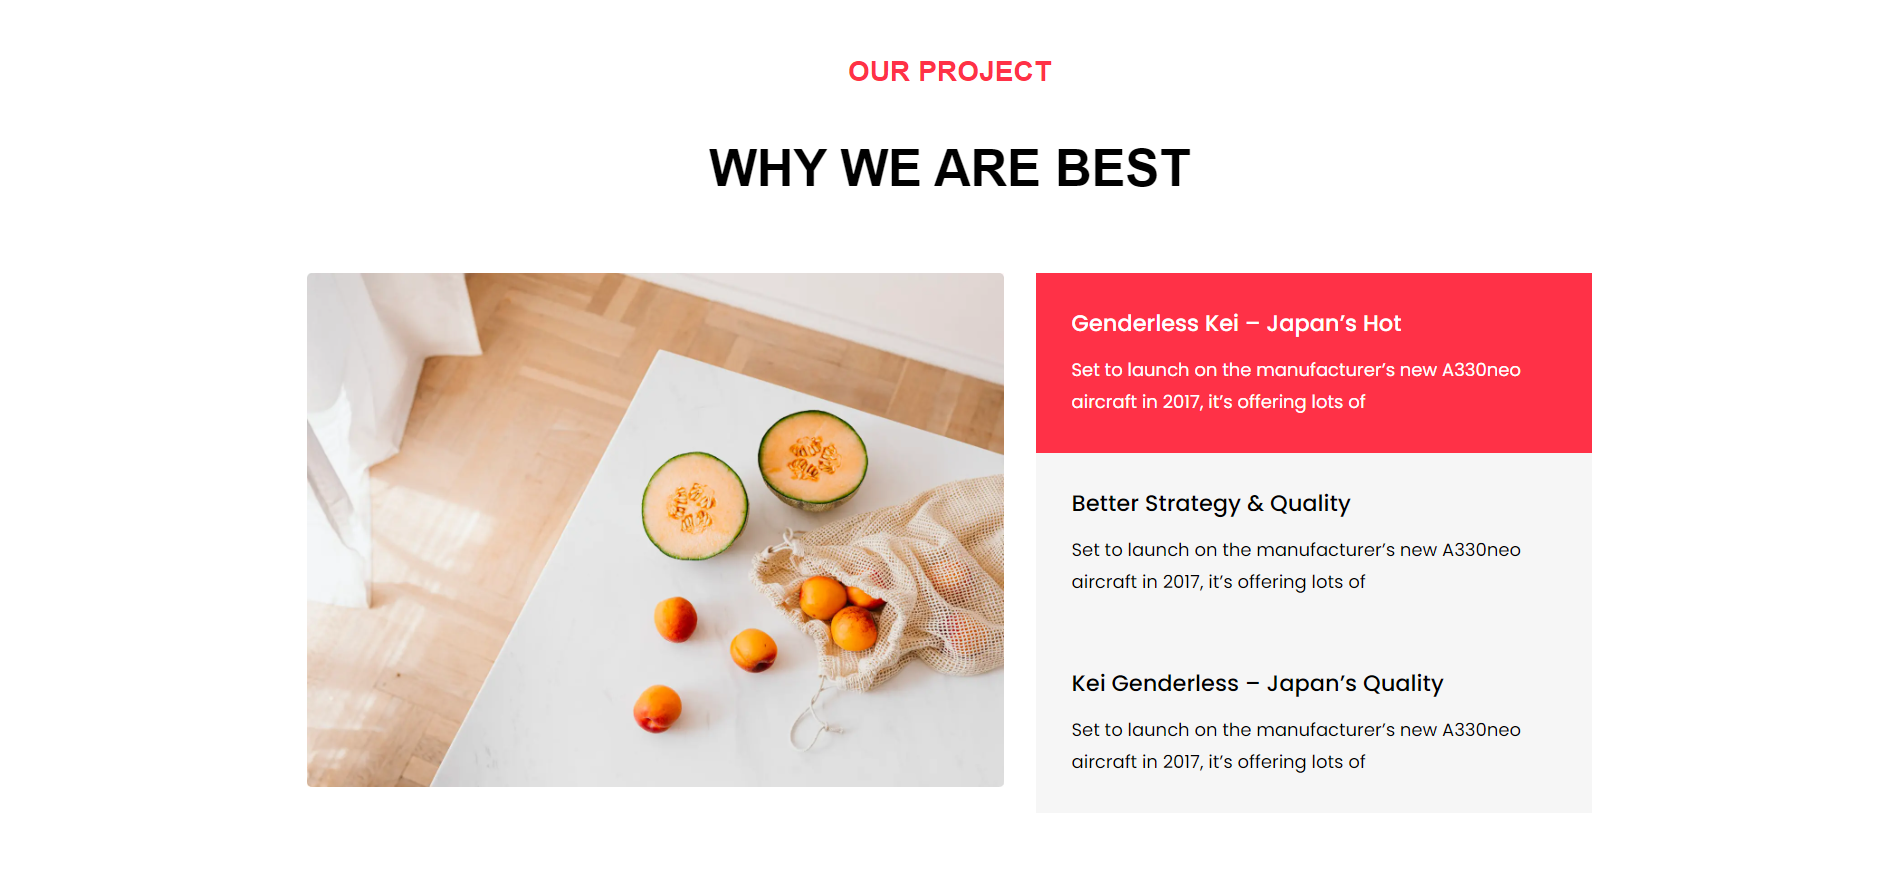 OUR PROJECT
WHY WE ARE BEST
Genderless Kei – Japan’s Hot
Set to launch on the manufacturer’s new A330neo
aircraft in 2017, it’s offering lots of
Better Strategy & Quality
Set to launch on the manufacturer’s new A330neo
aircraft in 2017, it’s offering lots of
Kei Genderless – Japan’s Quality
Set to launch on the manufacturer’s new A330neo
aircraft in 2017, it’s offering lots of